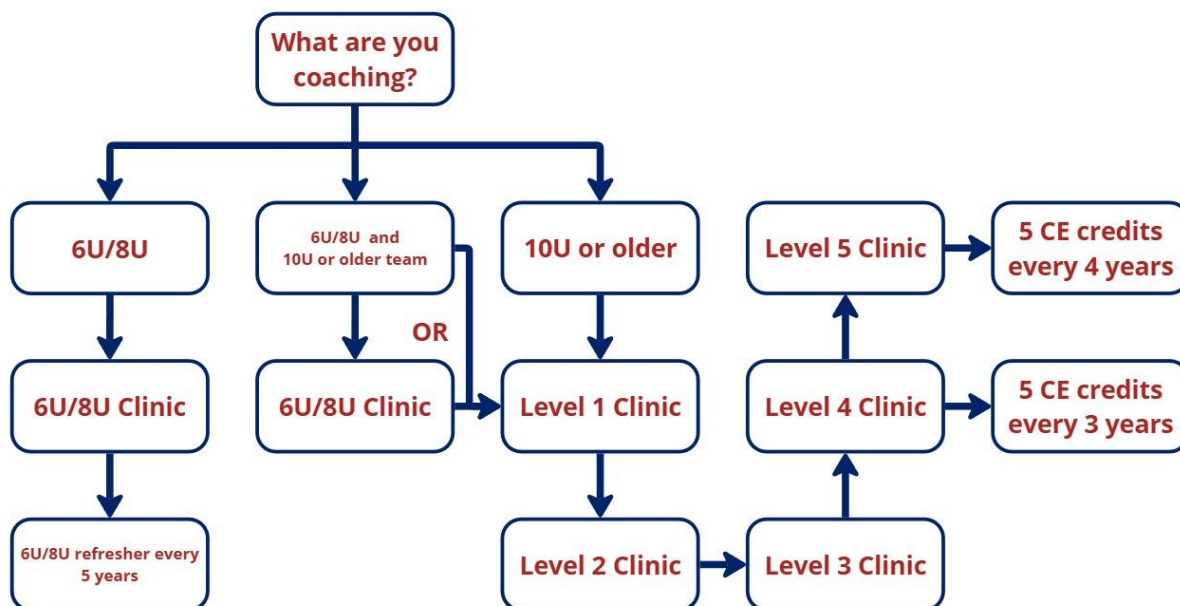 What are you
coaching?
6U/8U
6U/8U and
10U or older team
10U or older
Level 5 Clinic
5 CE credits
every 4 years
OR
6U/8U Clinic
6U/8U Clinic
Level 1 Clinic
Level 4 Clinic
5 CE credits
every 3 years
6U/8U refresher every
5 years
Level 2 Clinic
Level 3 Clinic